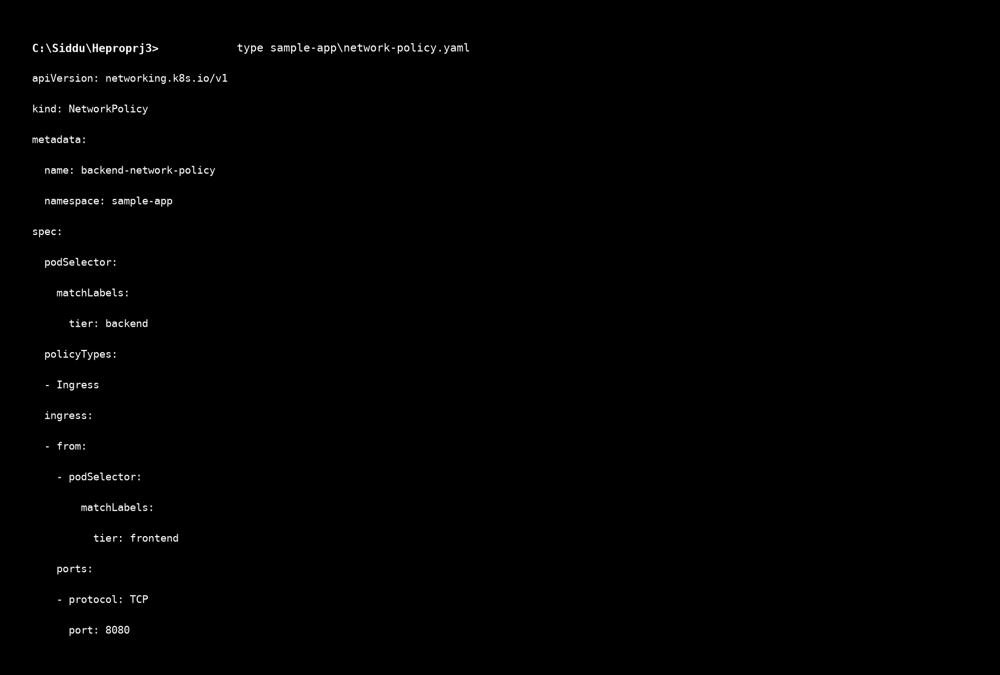 C:\Siddu\Heproprj3> type sample-app\network-policy.yaml
apiVersion: networking.k8s.io/v1
kind: NetworkPolicy
metadata:
  name: backend-network-policy
  namespace: sample-app
spec:
  podSelector:
    matchLabels:
      tier: backend
  policyTypes:
  - Ingress
  ingress:
  - from:
    - podSelector:
        matchLabels:
          tier: frontend
    ports:
    - protocol: TCP
      port: 8080